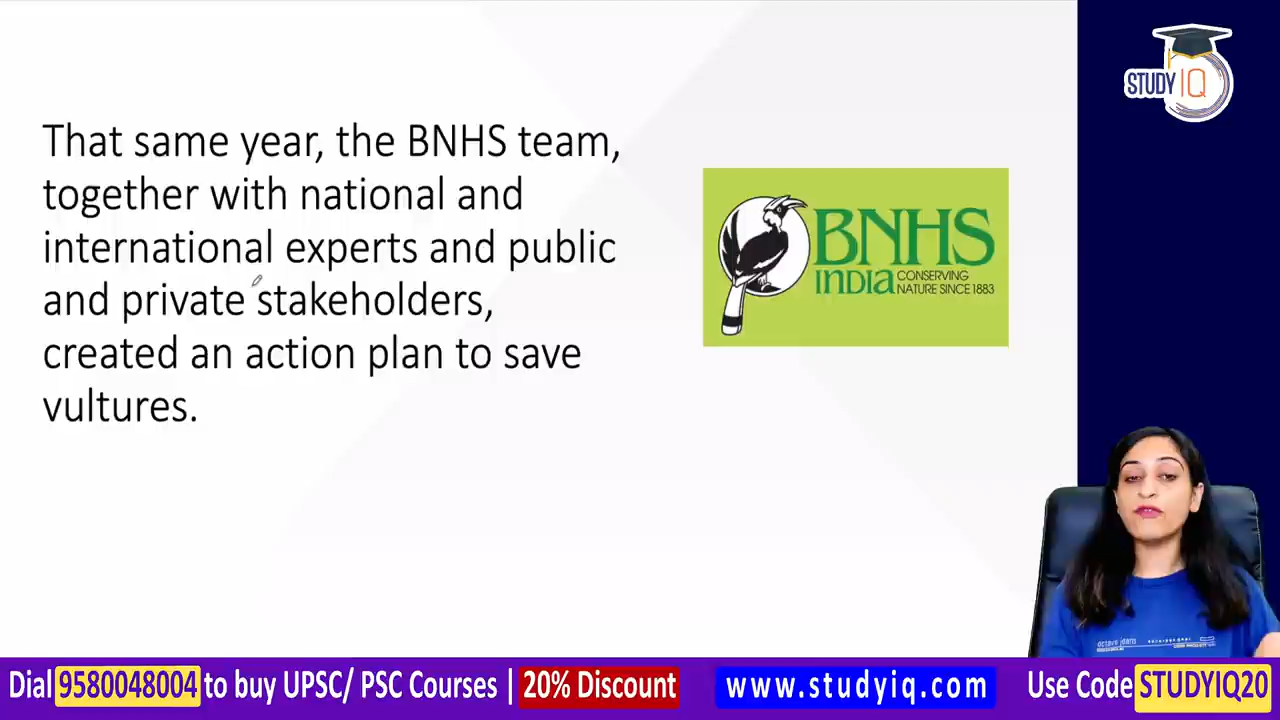 STUDY IQ
That same year, the BNHS team,
together with national and
international experts and public
and private stakeholders,
created an action plan to save
vultures.
BNHS
INDIA CONSERVING
NATURE SINCE 1883
octave jdam
Dial 9580048004 to buy UPSC/ PSC Courses | 20% Discount www.studyiq.com Use Code STUDYIQ20